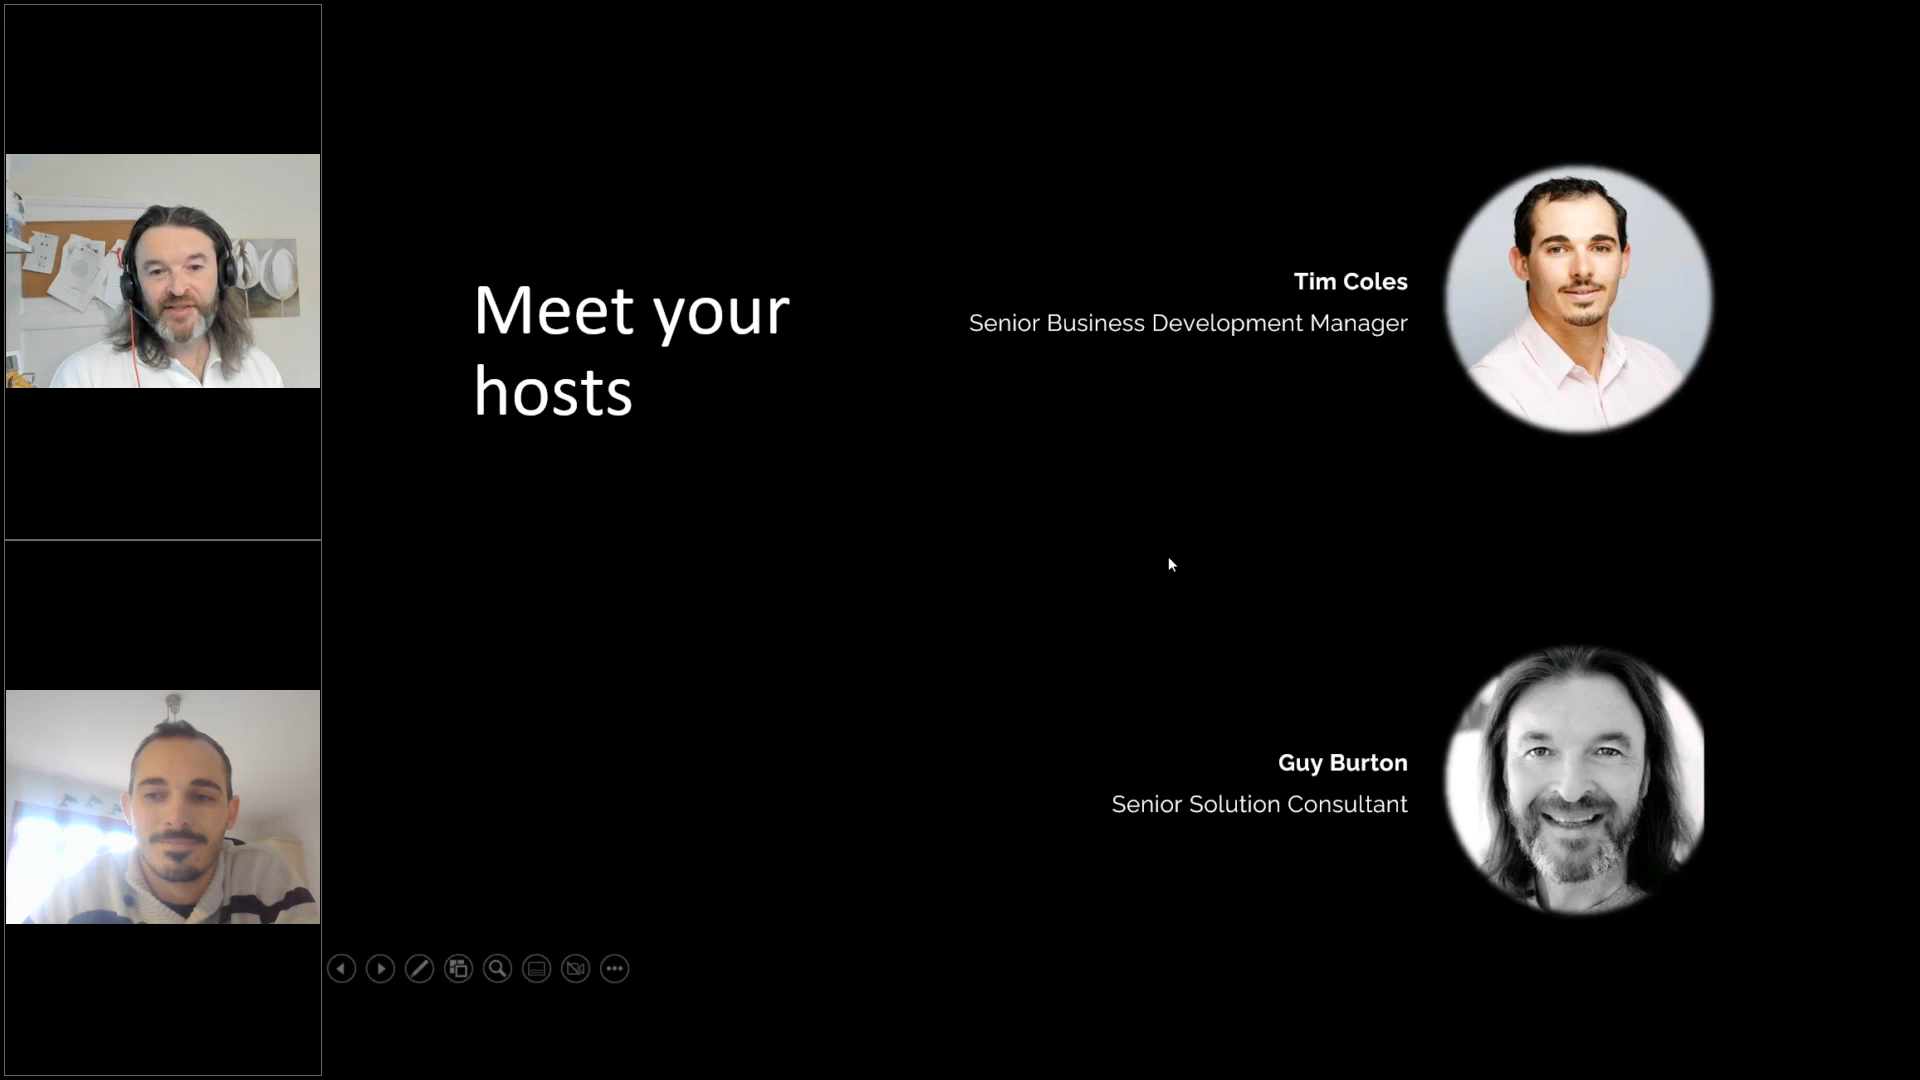 Meet your
hosts
Tim Coles
Senior Business Development Manager
Guy Burton
Senior Solution Consultant